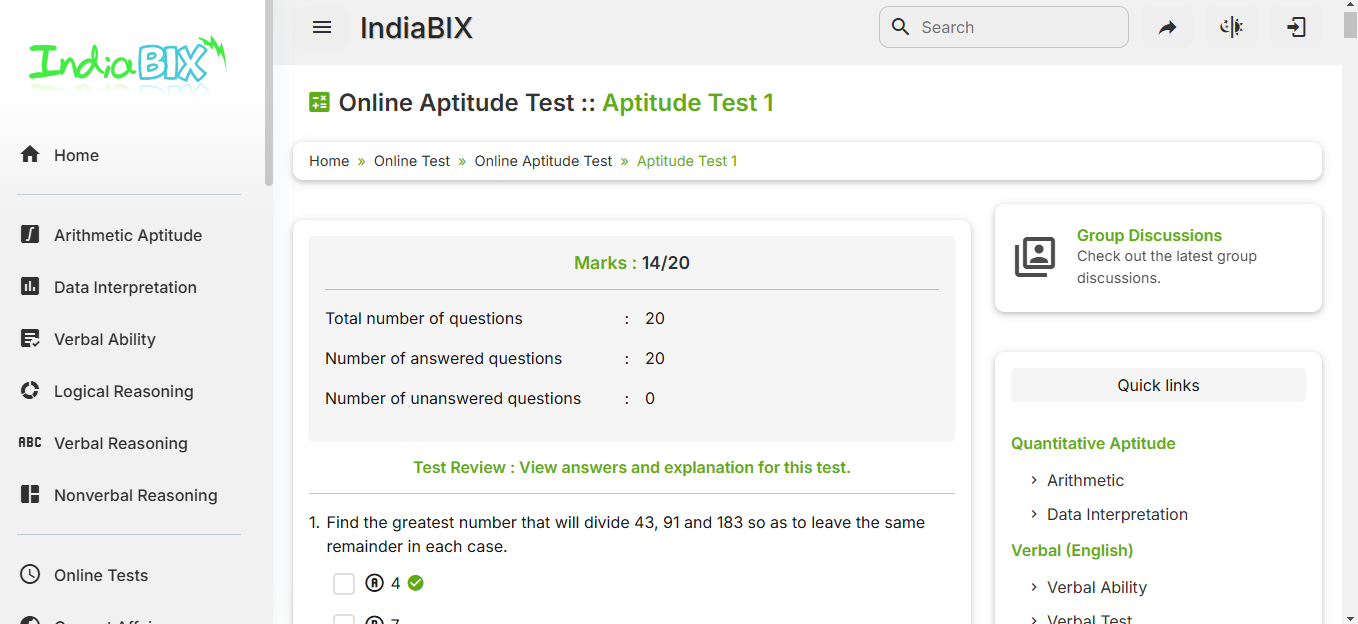 IndiaBIX
Home
Arithmetic Aptitude
Data Interpretation
Verbal Ability
Logical Reasoning
ABC Verbal Reasoning
Nonverbal Reasoning
Online Tests
IndiaBIX
Search
Online Aptitude Test :: Aptitude Test 1
Home » Online Test » Online Aptitude Test » Aptitude Test 1
Marks : 14/20
Total number of questions : 20
Number of answered questions : 20
Number of unanswered questions : 0
Test Review : View answers and explanation for this test.
1. Find the greatest number that will divide 43, 91 and 183 so as to leave the same
remainder in each case.
A 4
7
Group Discussions
Check out the latest group
discussions.
Quick links
Quantitative Aptitude
› Arithmetic
› Data Interpretation
Verbal (English)
› Verbal Ability
› Verbal Test